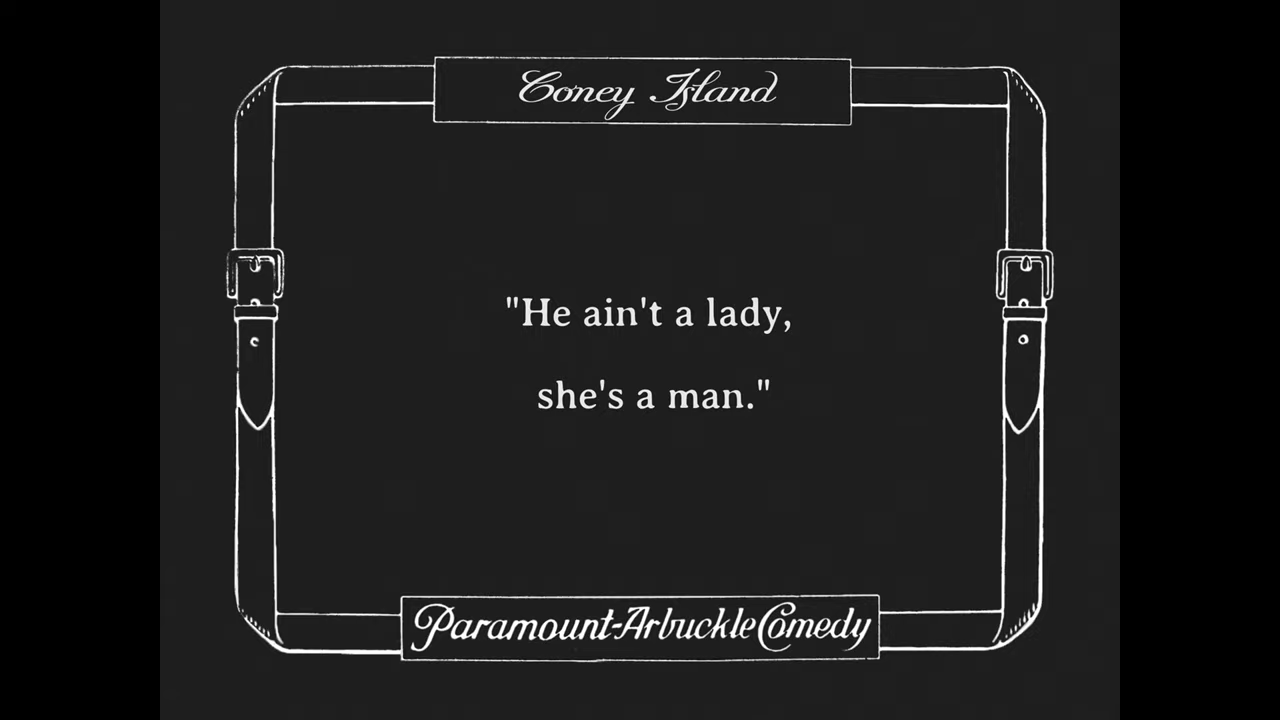 Coney Island
"He ain't a lady,
she's a man."
Paramount-Arbuckle Comedy